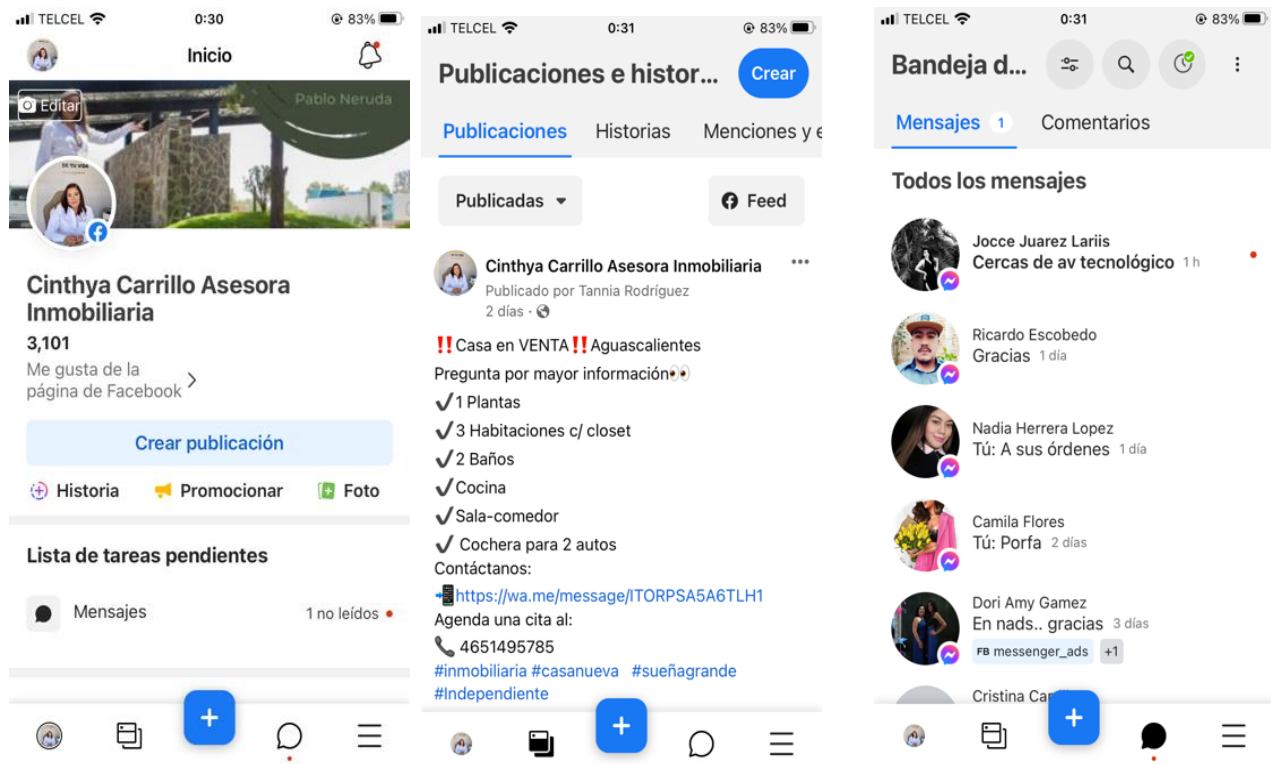 TELCEL 0:30 83%
Inicio
Editar
Pablo Neruda
DE TU VIDA
Cinthya Carrillo Asesora
Inmobiliaria
3,101
Me gusta de la
página de Facebook
Crear publicación
Historia Promocionar Foto
Lista de tareas pendientes
Mensajes 1 no leídos
TELCEL 0:31 83%
Publicaciones e histor... Crear
Publicaciones Historias Menciones y e
Publicadas Feed
Cinthya Carrillo Asesora Inmobiliaria
Publicado por Tannia Rodríguez
2 días ·
‼️Casa en VENTA‼️Aguascalientes
Pregunta por mayor información👀
✔️1 Plantas
✔️3 Habitaciones c/ closet
✔️2 Baños
✔️Cocina
✔️Sala-comedor
✔️ Cochera para 2 autos
Contáctanos:
📲https://wa.me/message/ITORPSA5A6TLH1
Agenda una cita al:
📞 4651495785
#inmobiliaria #casanueva #sueñagrande
#Independiente
TELCEL 0:31 83%
Bandeja d...
Mensajes 1 Comentarios
Todos los mensajes
Jocce Juarez Lariis
Cercas de av tecnológico 1 h
Ricardo Escobedo
Gracias 1 día
Nadia Herrera Lopez
Tú: A sus órdenes 1 día
Camila Flores
Tú: Porfa 2 días
Dori Amy Gamez
En nads.. gracias 3 días
FB messenger_ads +1
Cristina